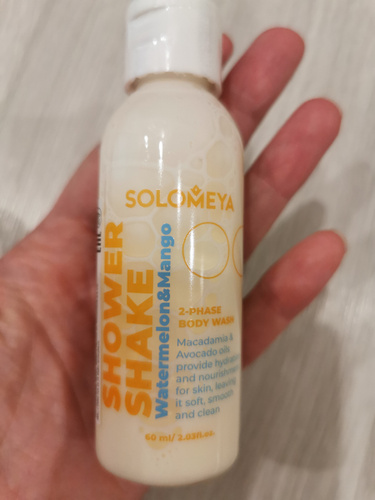 SOLOMEYA
SHOWER
SHAKE
Watermelon&Mango
2-PHASE
BODY WASH
Macadamia &
Avocado oils
provide hydration
and nourishment
for skin, leaving
it soft, smooth
and clean
60 ml/ 2.03fl.oz.
EAC